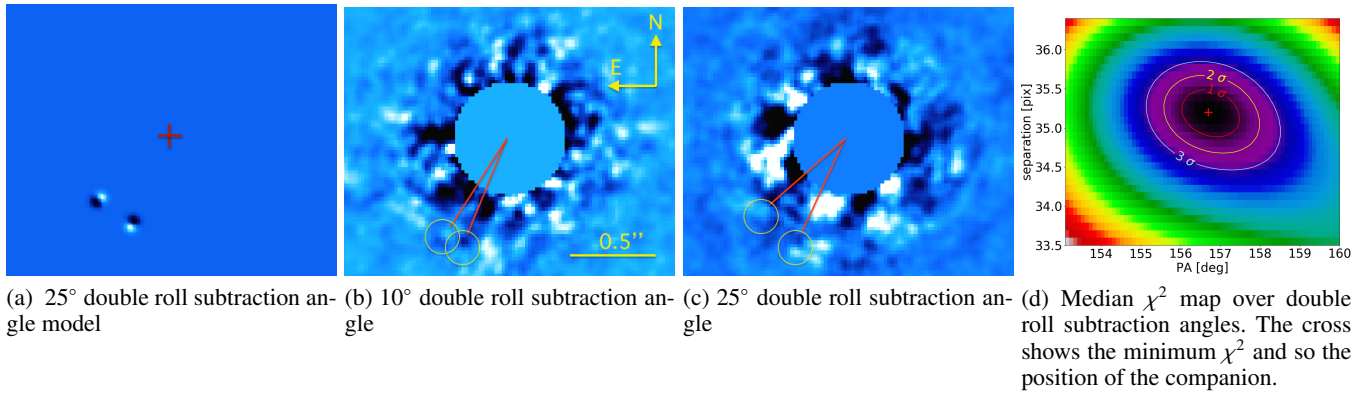 N
E
0.5’’
36.0
35.5
35.0
34.5
34.0
33.5
separation [pix]
2 σ
1 σ
3 σ
154 155 156 157 158 159 160
PA [deg]
(a) 25° double roll subtraction an-
gle model
(b) 10° double roll subtraction an-
gle
(c) 25° double roll subtraction an-
gle
(d) Median χ² map over double
roll subtraction angles. The cross
shows the minimum χ² and so the
position of the companion.